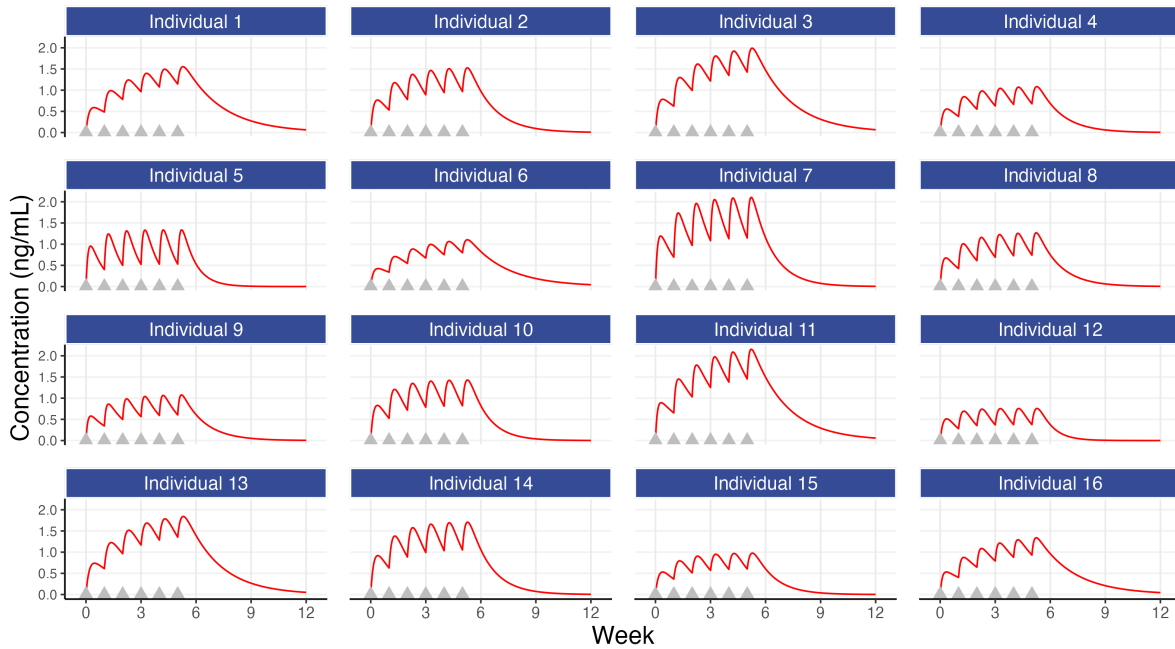 Individual 1 Individual 2 Individual 3 Individual 4
2.0
1.5
1.0
0.5
0.0
Individual 5 Individual 6 Individual 7 Individual 8
2.0
1.5
1.0
0.5
0.0
Individual 9 Individual 10 Individual 11 Individual 12
2.0
1.5
1.0
0.5
0.0
Individual 13 Individual 14 Individual 15 Individual 16
2.0
1.5
1.0
0.5
0.0
0 3 6 9 12 0 3 6 9 12 0 3 6 9 12 0 3 6 9 12
Week
Concentration (ng/mL)